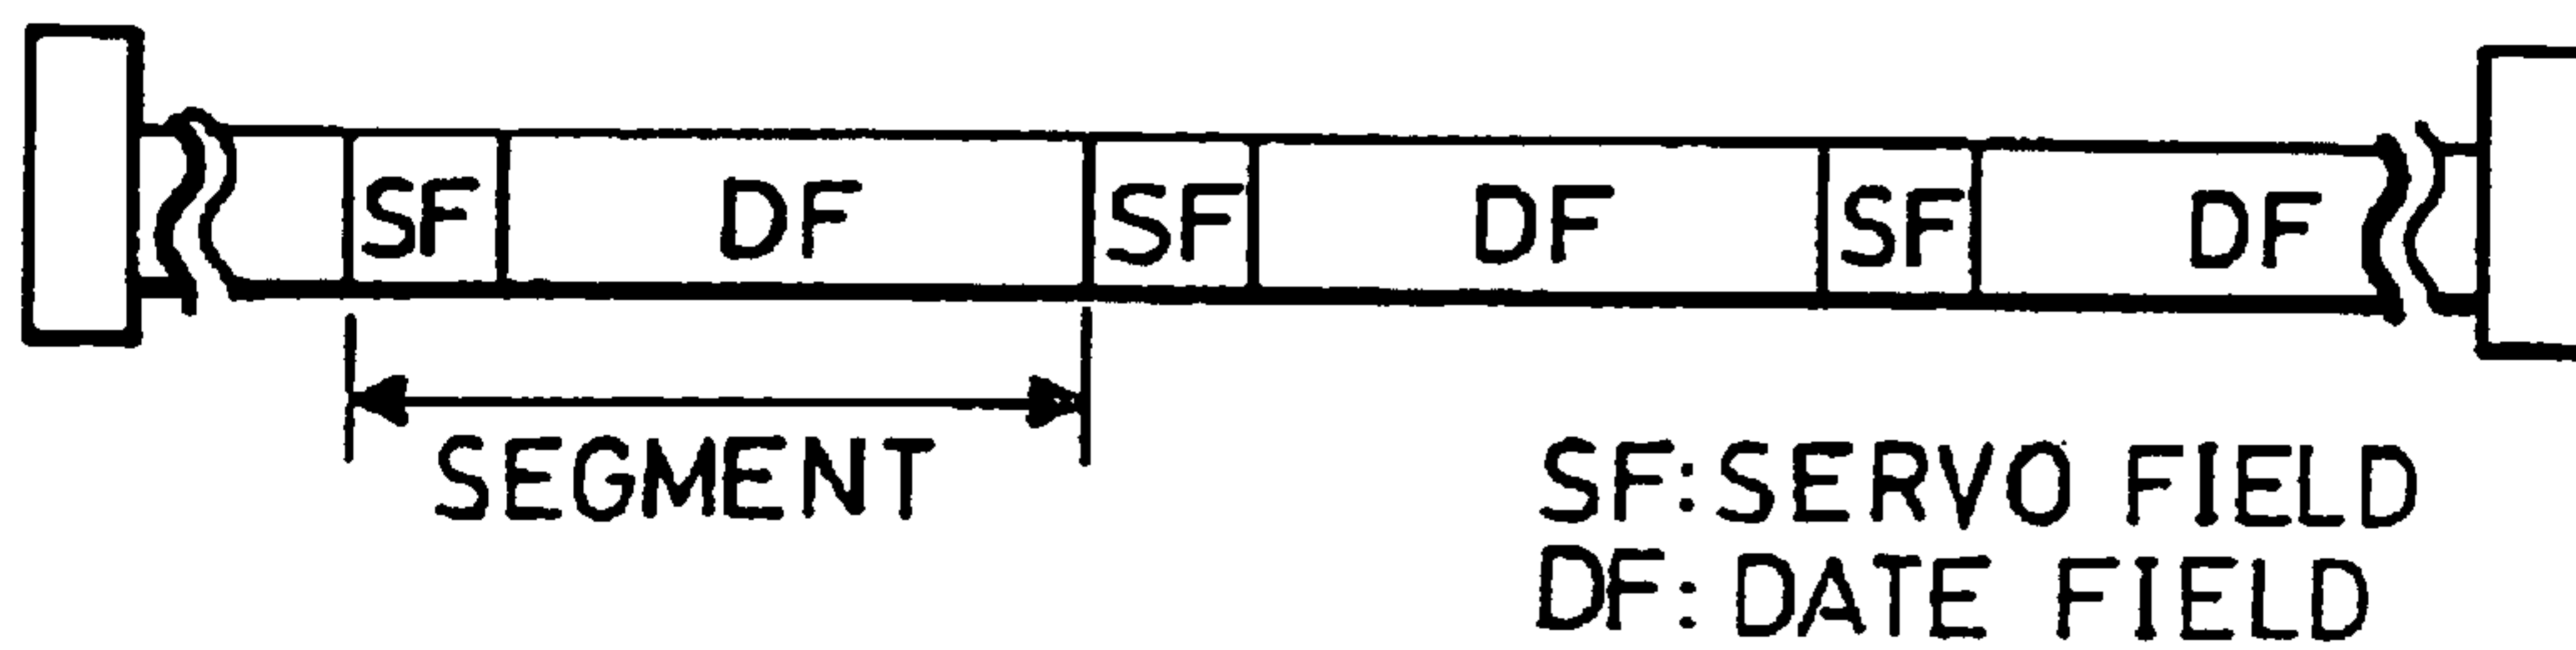 SF DF SF DF SF DF
SEGMENT
SF: SERVO FIELD
DF: DATE FIELD